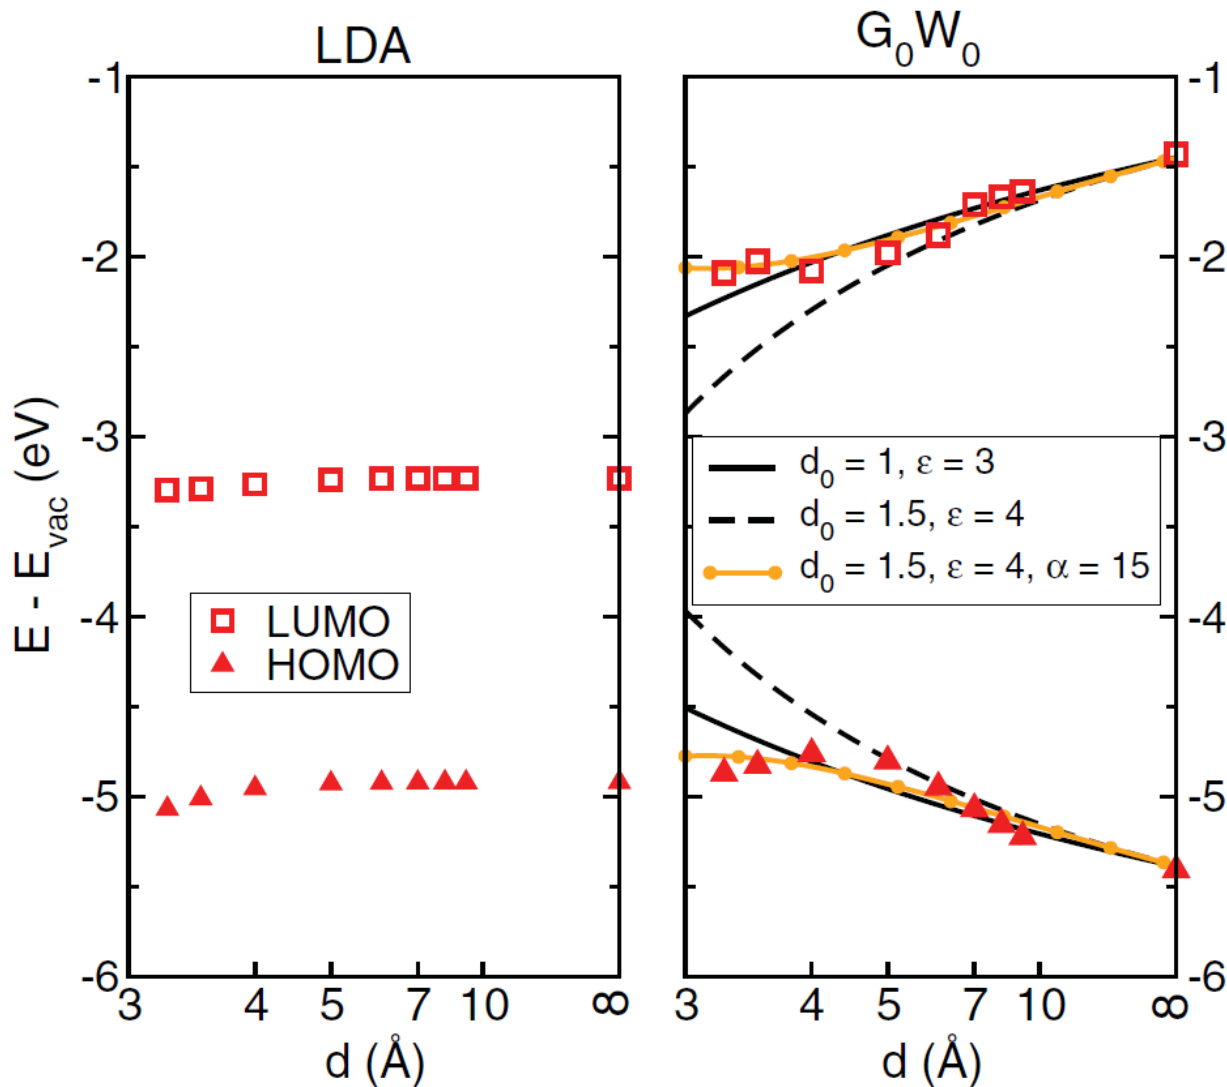 LDA
G₀W₀
-1
-2
-3
-4
-5
-6
-1
-2
-3
-4
-5
-6
E - E_vac (eV)
LUMO
HOMO
d₀ = 1, ε = 3
d₀ = 1.5, ε = 4
d₀ = 1.5, ε = 4, α = 15
3 4 5 7 10 ∞
3 4 5 7 10 ∞
d (Å)
d (Å)